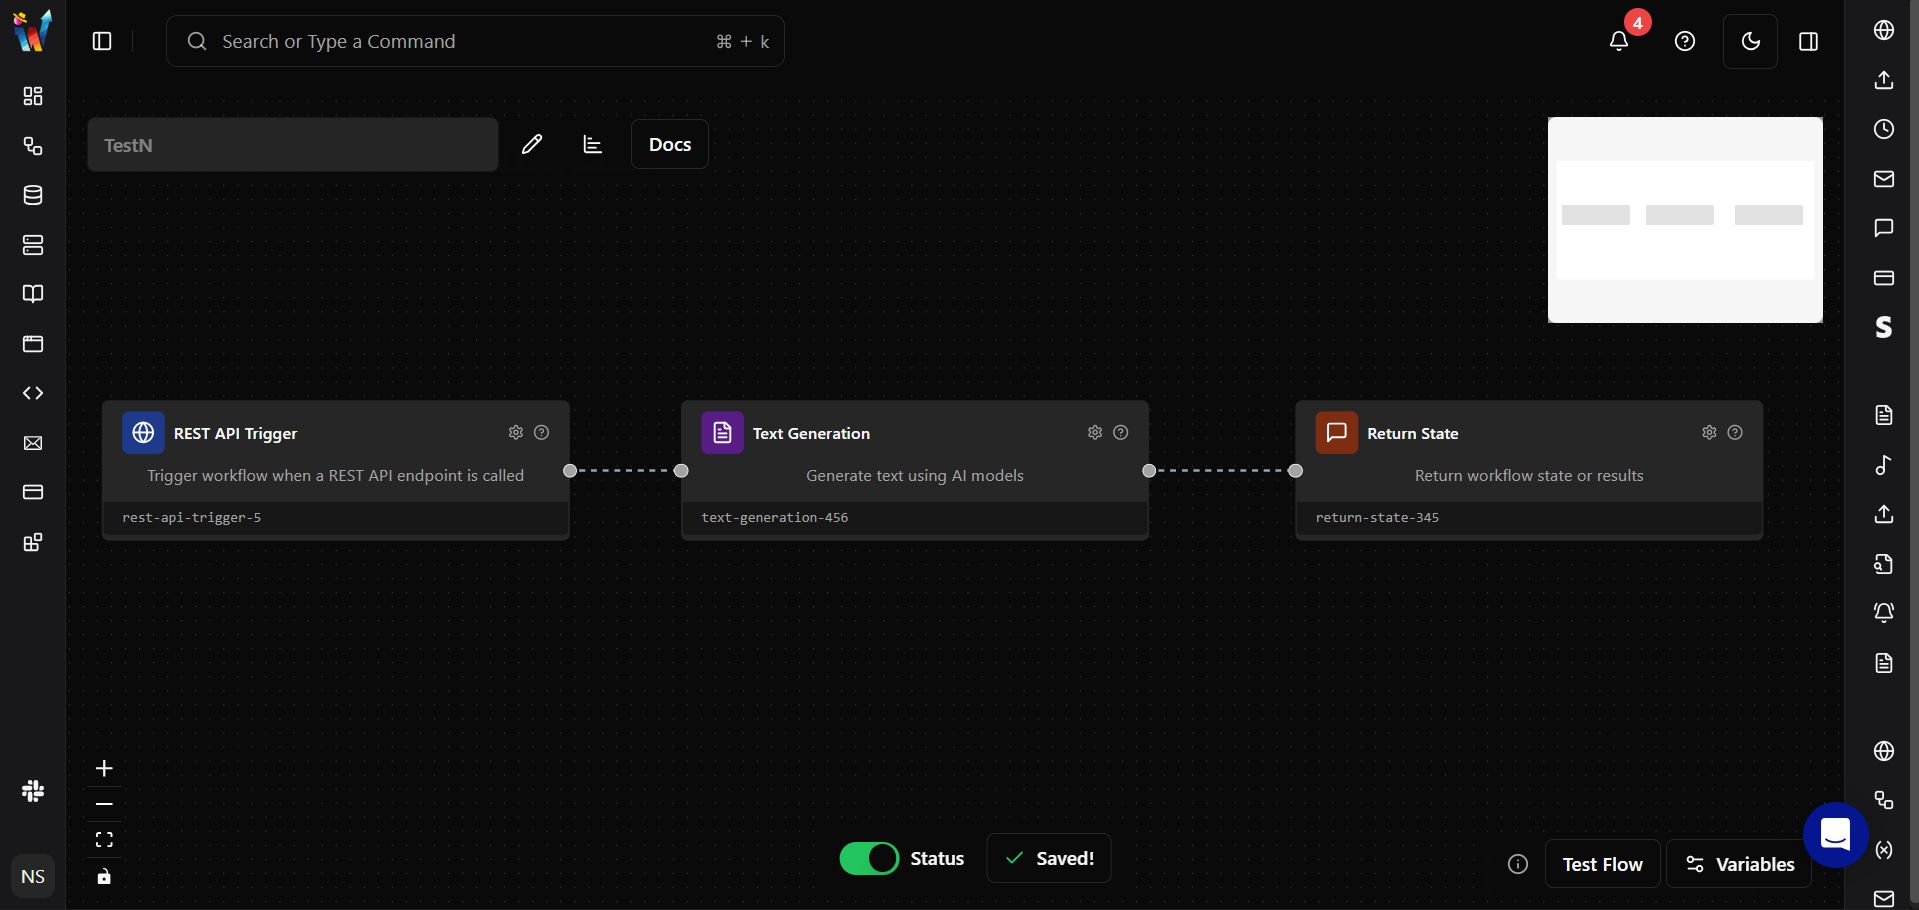 Search or Type a Command
⌘ + k
4
TestN
Docs
REST API Trigger
Trigger workflow when a REST API endpoint is called
rest-api-trigger-5
Text Generation
Generate text using AI models
text-generation-456
Return State
Return workflow state or results
return-state-345
NS
Status
Saved!
Test Flow
Variables